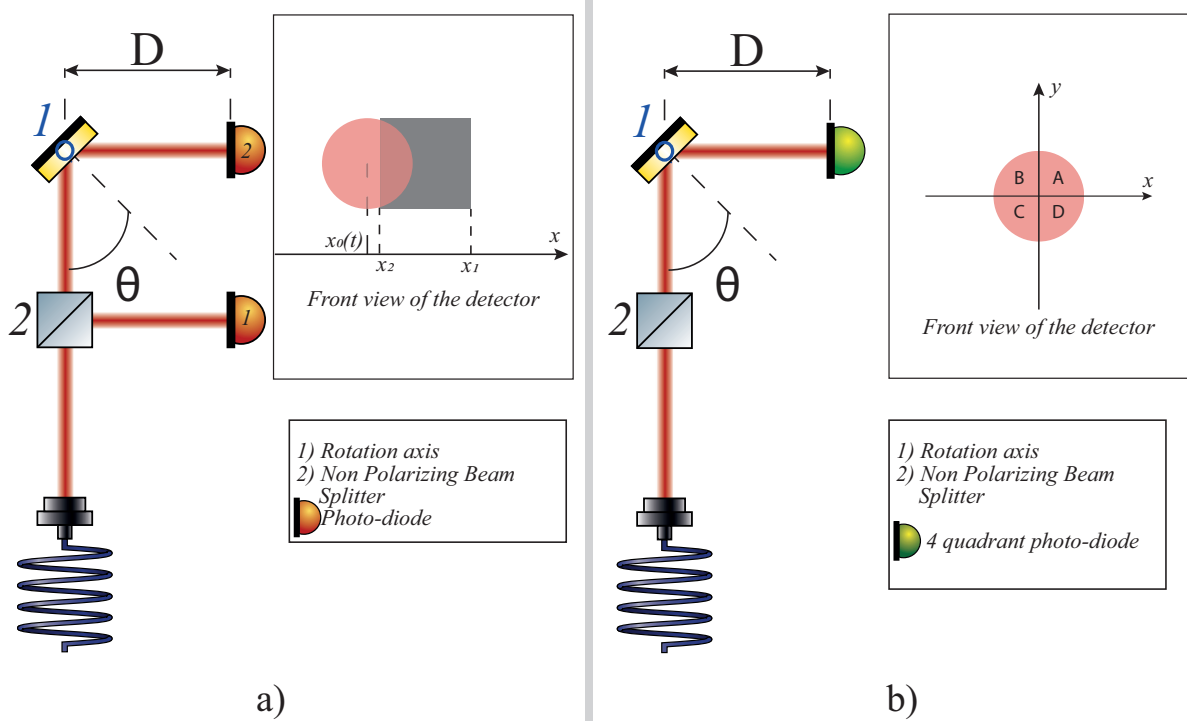 D
1
2
θ
2
1
x₀(t)
x₂
x₁
x
Front view of the detector
1) Rotation axis
2) Non Polarizing Beam
Splitter
Photo-diode
a)
D
1
θ
2
y
x
B
A
C
D
Front view of the detector
1) Rotation axis
2) Non Polarizing Beam
Splitter
4 quadrant photo-diode
b)